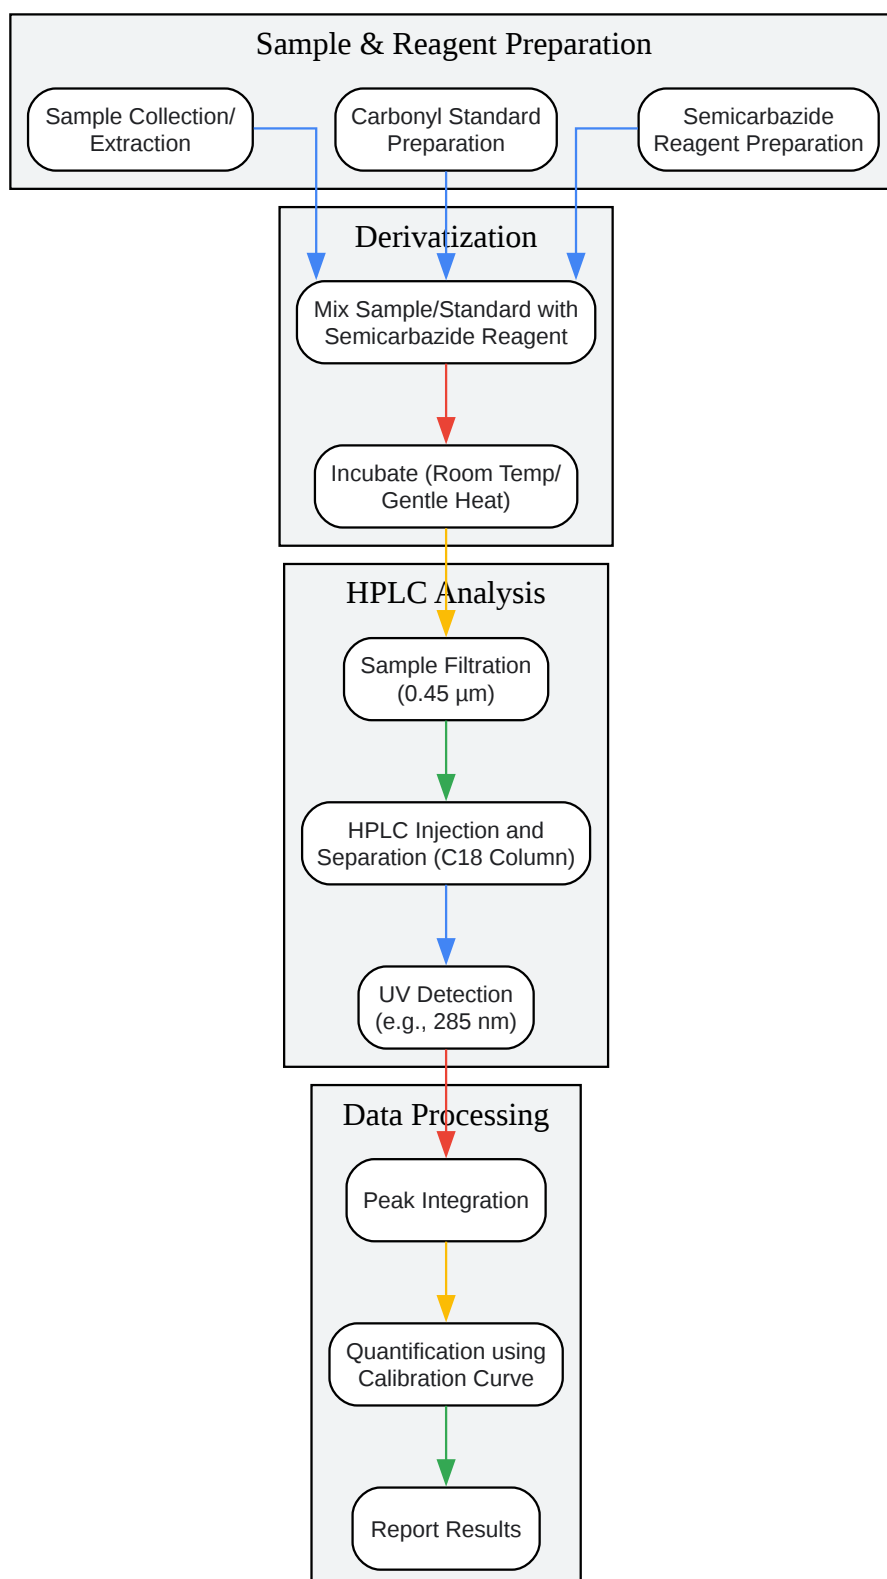 Sample & Reagent Preparation
Sample Collection/
Extraction
Carbonyl Standard
Preparation
Semicarbazide
Reagent Preparation
Derivatization
Mix Sample/Standard with
Semicarbazide Reagent
Incubate (Room Temp/
Gentle Heat)
HPLC Analysis
Sample Filtration
(0.45 µm)
HPLC Injection and
Separation (C18 Column)
UV Detection
(e.g., 285 nm)
Data Processing
Peak Integration
Quantification using
Calibration Curve
Report Results